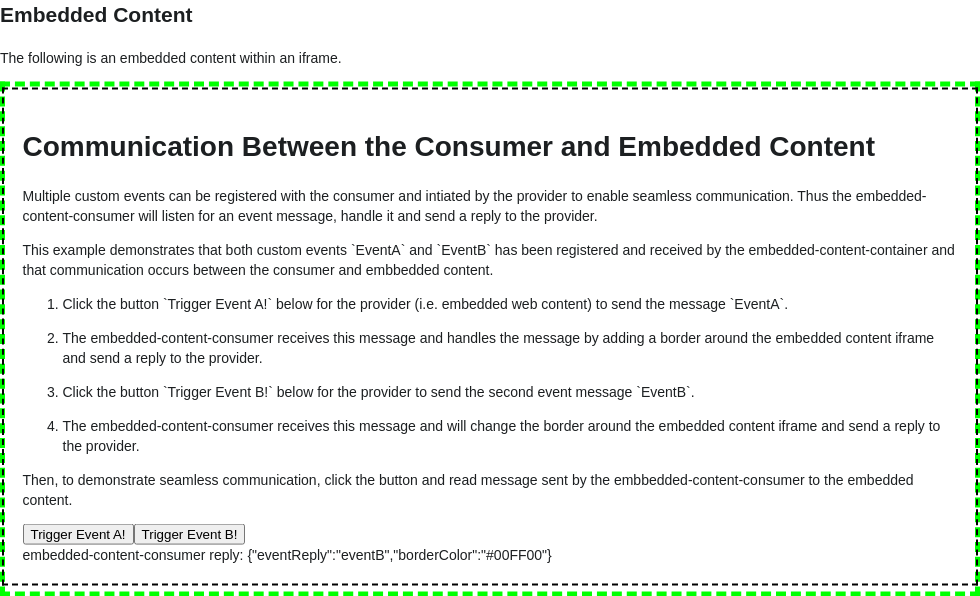 Embedded Content
The following is an embedded content within an iframe.
Communication Between the Consumer and Embedded Content
Multiple custom events can be registered with the consumer and intiated by the provider to enable seamless communication. Thus the embedded-
content-consumer will listen for an event message, handle it and send a reply to the provider.
This example demonstrates that both custom events `EventA` and `EventB` has been registered and received by the embedded-content-container and
that communication occurs between the consumer and embbedded content.
1. Click the button `Trigger Event A!` below for the provider (i.e. embedded web content) to send the message `EventA`.
2. The embedded-content-consumer receives this message and handles the message by adding a border around the embedded content iframe
and send a reply to the provider.
3. Click the button `Trigger Event B!` below for the provider to send the second event message `EventB`.
4. The embedded-content-consumer receives this message and will change the border around the embedded content iframe and send a reply to
the provider.
Then, to demonstrate seamless communication, click the button and read message sent by the embbedded-content-consumer to the embedded
content.
Trigger Event A! Trigger Event B!
embedded-content-consumer reply: {"eventReply":"eventB","borderColor":"#00FF00"}